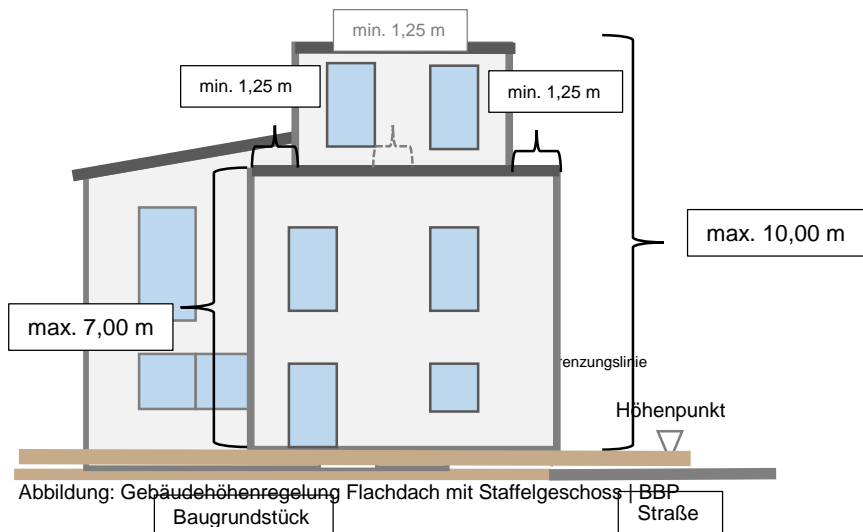 min. 1,25 m
min. 1,25 m
min. 1,25 m
max. 10,00 m
max. 7,00 m
renzungslinie
Höhenpunkt
Abbildung: Gebäudehöhenregelung Flachdach mit Staffelgeschoss | BBP
Baugrundstück
Straße